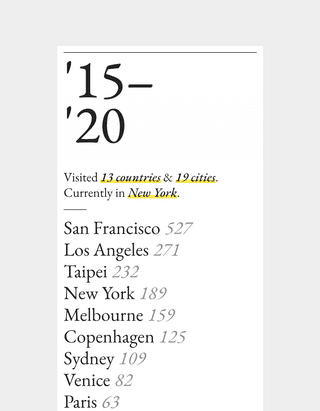 '15–
'20
Visited 13 countries & 19 cities.
Currently in New York.
San Francisco 527
Los Angeles 271
Taipei 232
New York 189
Melbourne 159
Copenhagen 125
Sydney 109
Venice 82
Paris 63